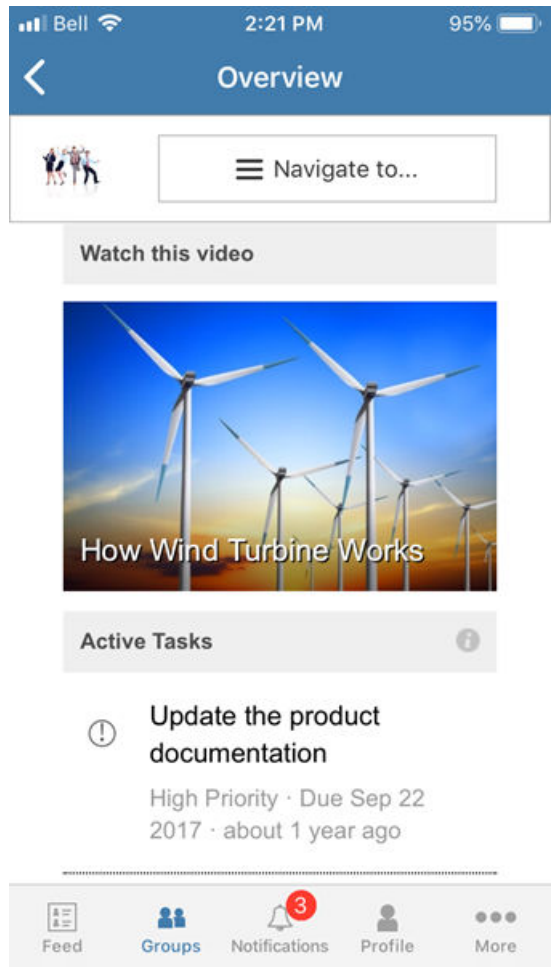 Bell 2:21 PM 95%
Overview
Navigate to...
Watch this video
How Wind Turbine Works
Active Tasks
Update the product
documentation
High Priority · Due Sep 22
2017 · about 1 year ago
3
Feed Groups Notifications Profile More